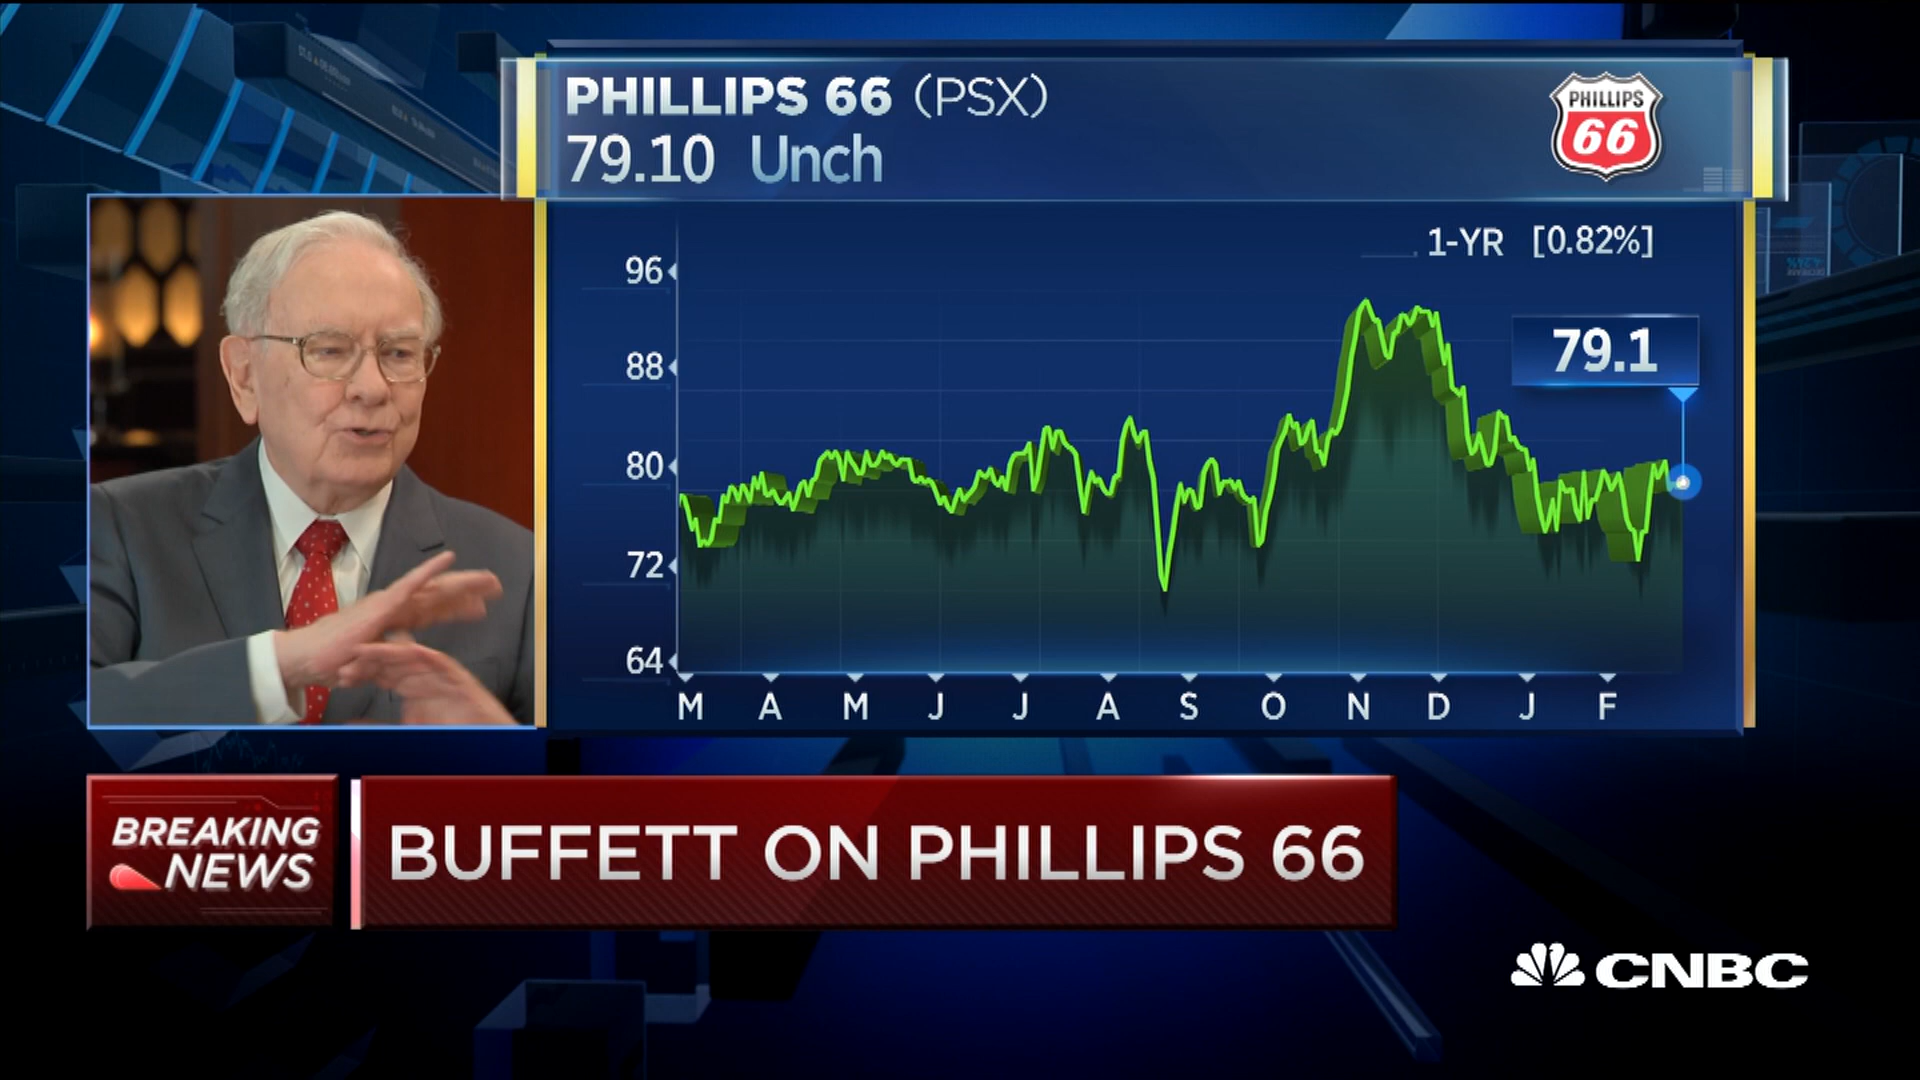 PHILLIPS 66 (PSX)
79.10 Unch
PHILLIPS
66
1-YR [0.82%]
96
88
80
72
64
79.1
M A M J J A S O N D J F
BREAKING
NEWS
BUFFETT ON PHILLIPS 66
CNBC